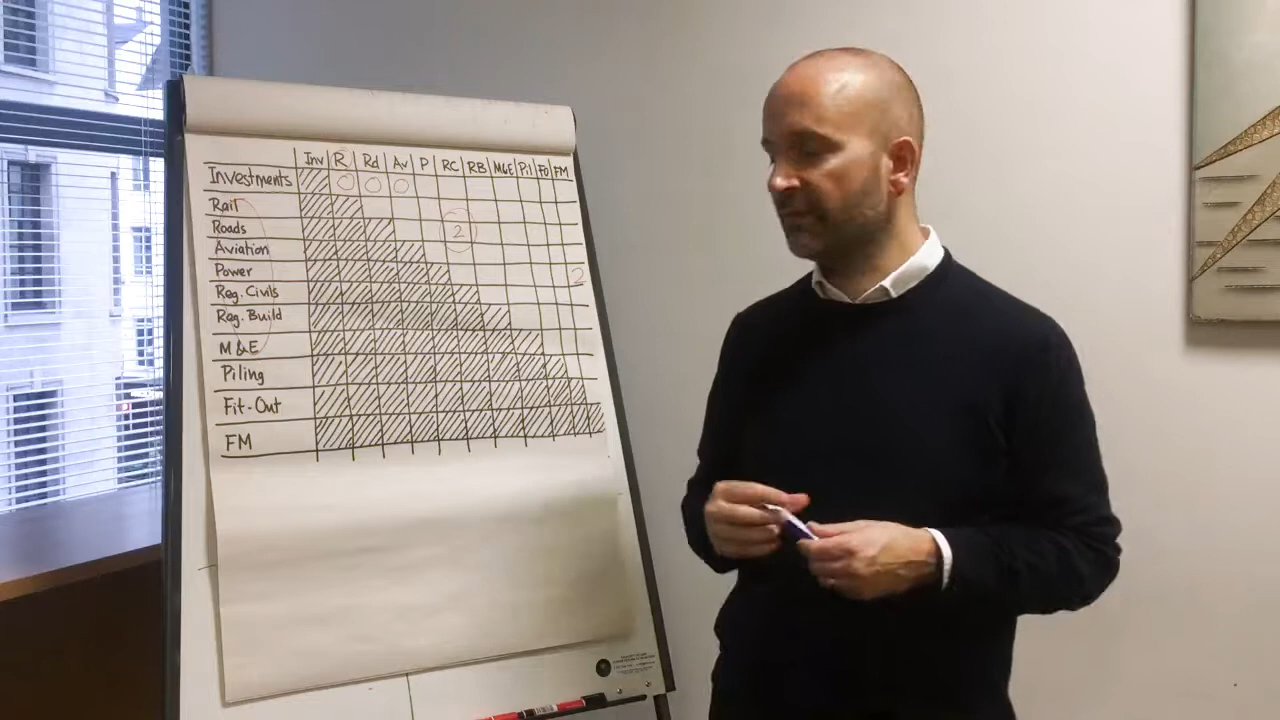 Inv R Rd Av P RC RB M&E Pil FO FM
Investments O O O
Rail
Roads 2
Aviation
Power 2
Reg. Civils
Reg. Build
M&E
Piling
Fit-Out
FM